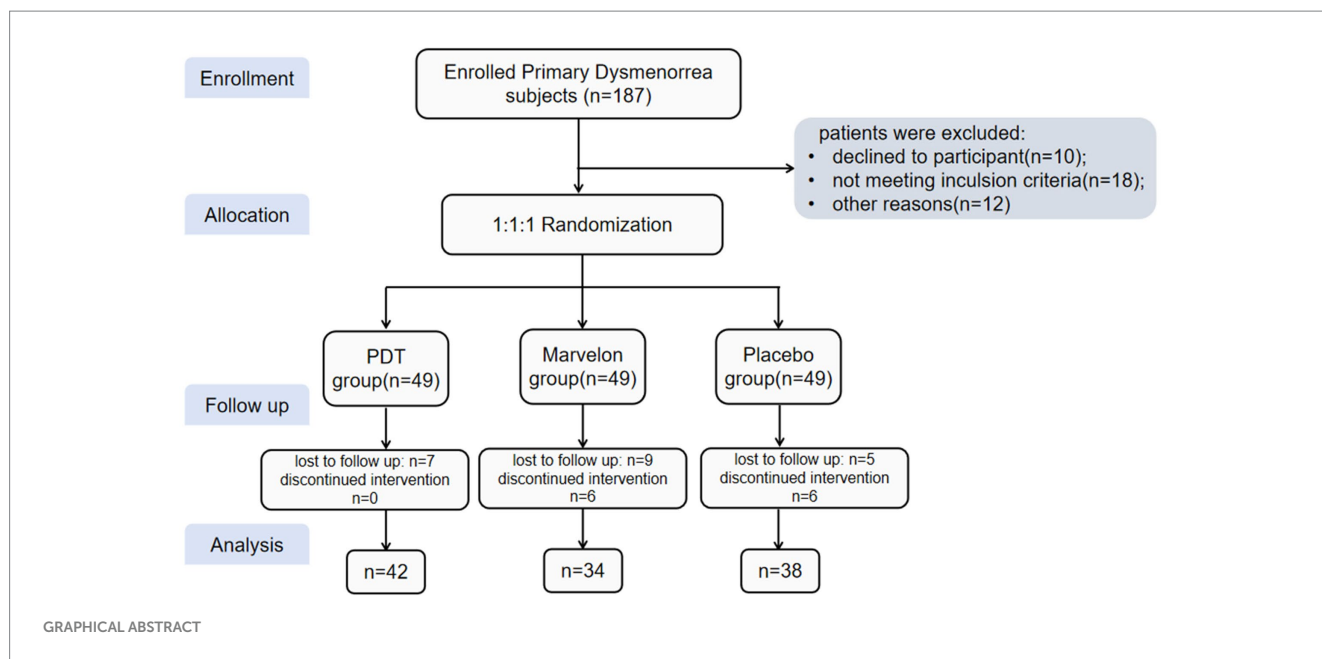 Enrollment
Enrolled Primary Dysmenorrea
subjects (n=187)
patients were excluded:
• declined to participant(n=10);
• not meeting inculsion criteria(n=18);
• other reasons(n=12)
Allocation
1:1:1 Randomization
PDT
group(n=49)
Marvelon
group(n=49)
Placebo
group(n=49)
Follow up
lost to follow up: n=7
discontinued intervention
n=0
lost to follow up: n=9
discontinued intervention
n=6
lost to follow up: n=5
discontinued intervention
n=6
Analysis
n=42
n=34
n=38
GRAPHICAL ABSTRACT